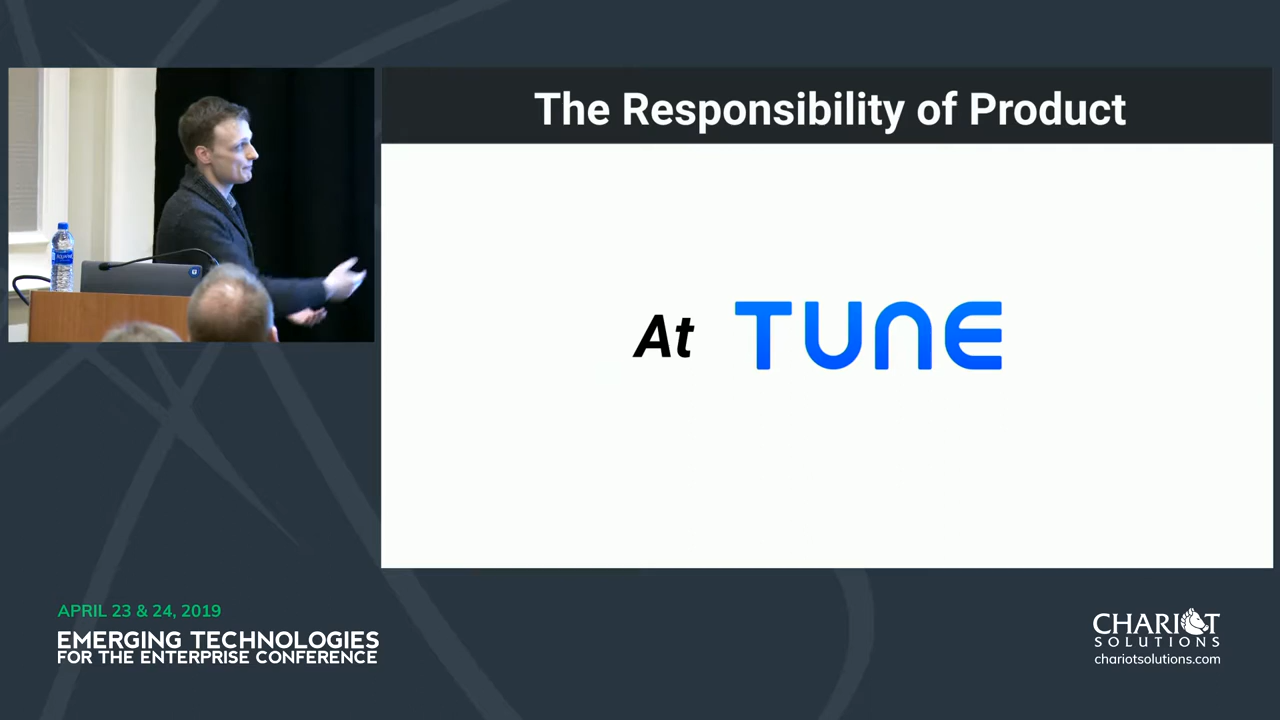 The Responsibility of Product
At TUNE
APRIL 23 & 24, 2019
EMERGING TECHNOLOGIES
FOR THE ENTERPRISE CONFERENCE
CHARIOT
SOLUTIONS
chariotsolutions.com